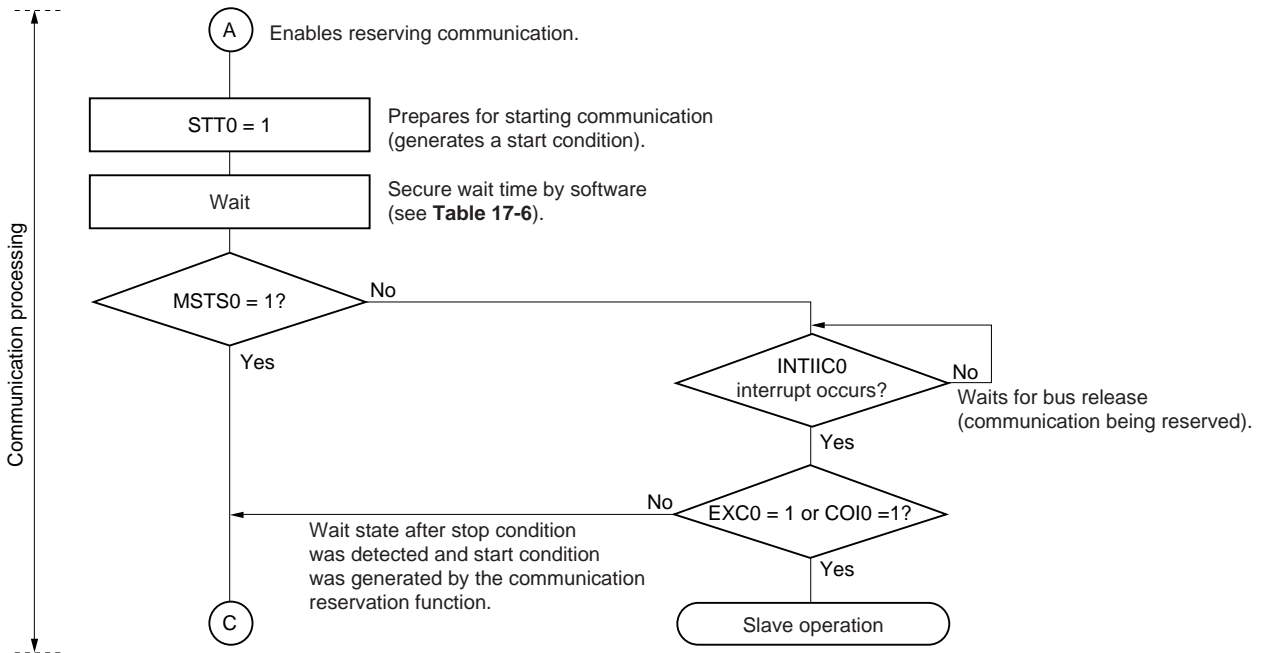 A
Enables reserving communication.
STT0 = 1
Prepares for starting communication
(generates a start condition).
Wait
Secure wait time by software
(see Table 17-6).
MSTS0 = 1?
No
Yes
INTIIC0
interrupt occurs?
No
Waits for bus release
(communication being reserved).
Yes
EXC0 = 1 or COI0 =1?
No
Wait state after stop condition
was detected and start condition
was generated by the communication
reservation function.
Yes
C
Slave operation
Communication processing